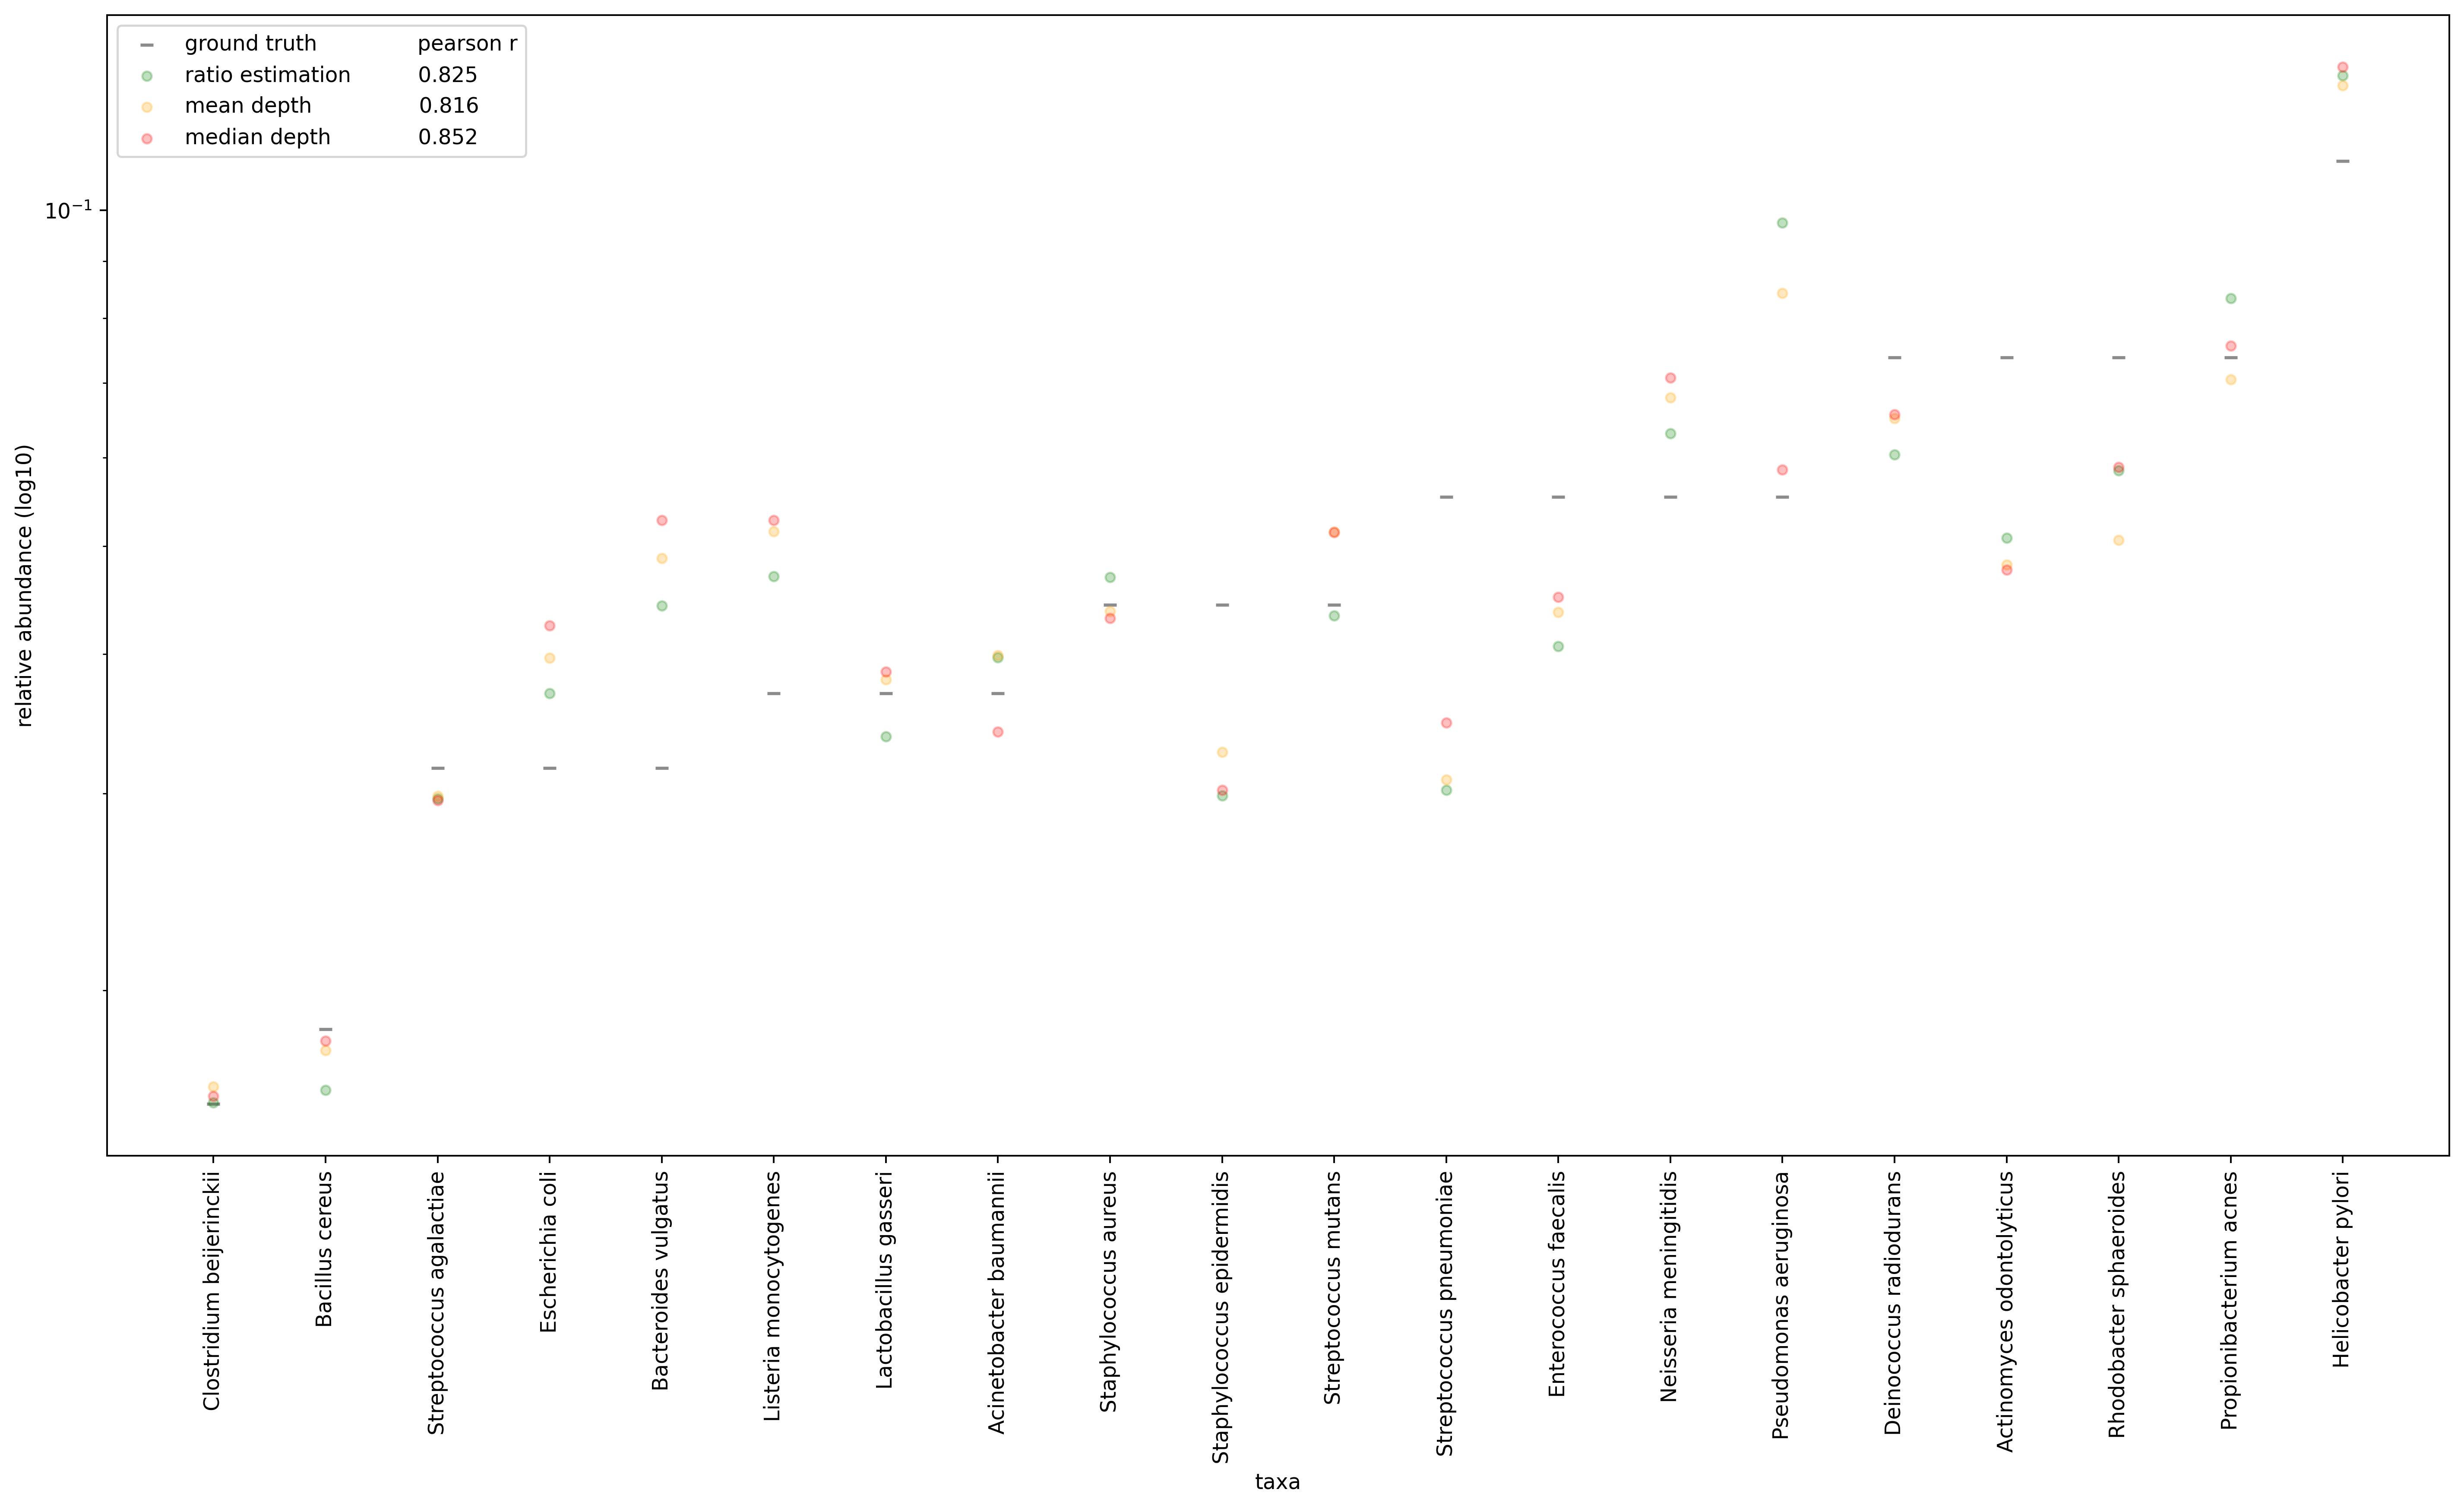 ground truth pearson r
ratio estimation 0.825
mean depth 0.816
median depth 0.852
10⁻¹
relative abundance (log10)
Clostridium beijerinckii
Bacillus cereus
Streptococcus agalactiae
Escherichia coli
Bacteroides vulgatus
Listeria monocytogenes
Lactobacillus gasseri
Acinetobacter baumannii
Staphylococcus aureus
Staphylococcus epidermidis
Streptococcus mutans
Streptococcus pneumoniae
Enterococcus faecalis
Neisseria meningitidis
Pseudomonas aeruginosa
Deinococcus radiodurans
Actinomyces odontolyticus
Rhodobacter sphaeroides
Propionibacterium acnes
Helicobacter pylori
taxa